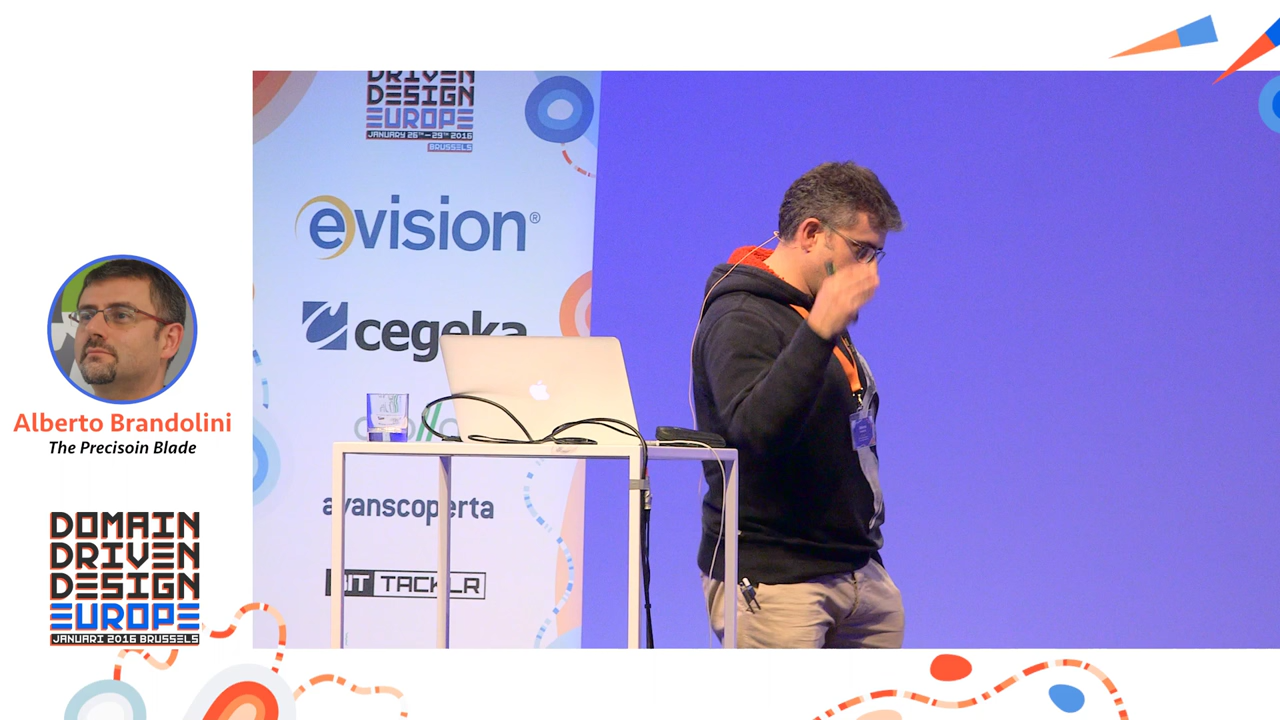 DRIVEN
DESIGN
EUROPE
JANUARY 26TH-29TH 2016
BRUSSELS
evision®
cegeka
avanscoperta
BIT TACKLR
Alberto Brandolini
The Precisoin Blade
DOMAIN
DRIVEN
DESIGN
EUROPE
JANUARI 2016 BRUSSELS